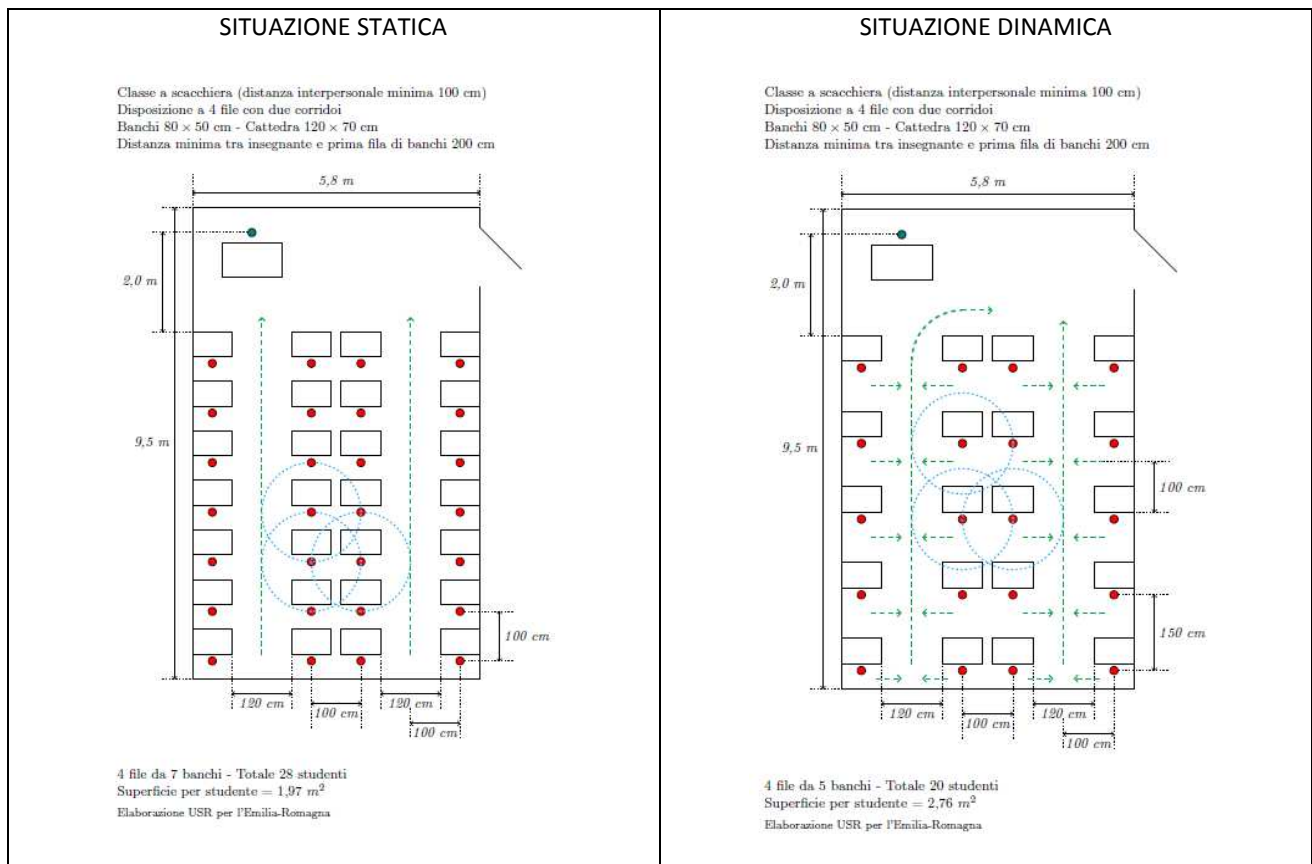 SITUAZIONE STATICA
Classe a scacchiera (distanza interpersonale minima 100 cm)
Disposizione a 4 file con due corridoi
Banchi 80 × 50 cm - Cattedra 120 × 70 cm
Distanza minima tra insegnante e prima fila di banchi 200 cm
5,8 m
2,0 m
9,5 m
100 cm
120 cm
100 cm
120 cm
100 cm
4 file da 7 banchi - Totale 28 studenti
Superficie per studente = 1,97 m²
Elaborazione USR per l'Emilia-Romagna
SITUAZIONE DINAMICA
Classe a scacchiera (distanza interpersonale minima 100 cm)
Disposizione a 4 file con due corridoi
Banchi 80 × 50 cm - Cattedra 120 × 70 cm
Distanza minima tra insegnante e prima fila di banchi 200 cm
5,8 m
2,0 m
9,5 m
100 cm
150 cm
120 cm
100 cm
120 cm
100 cm
4 file da 5 banchi - Totale 20 studenti
Superficie per studente = 2,76 m²
Elaborazione USR per l'Emilia-Romagna